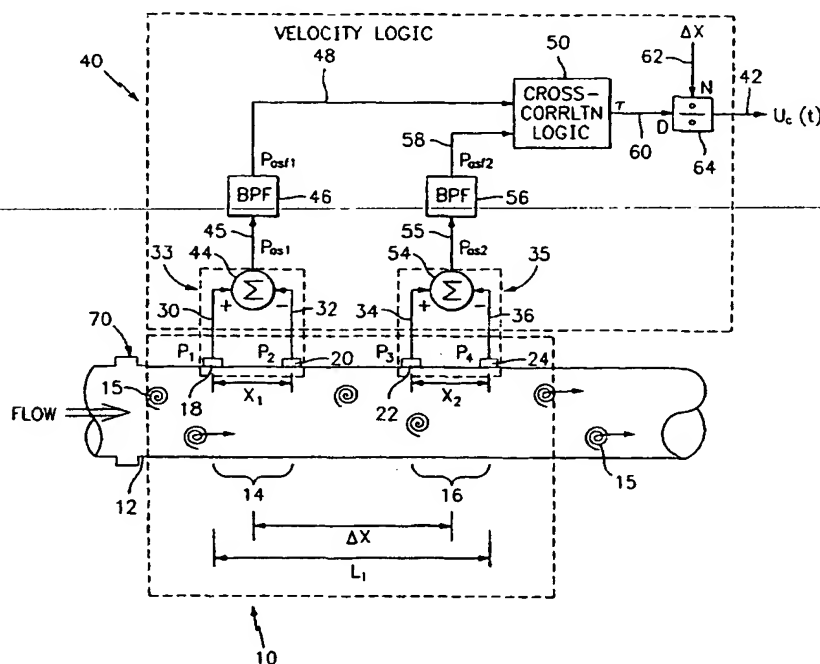 VELOCITY LOGIC
40
48
50
ΔX
62
N
42
CROSS-
CORRLTN
LOGIC
τ
60
D
÷
64
U_c (t)
58
P_asf1
P_asf2
BPF
46
BPF
56
45
P_as1
55
P_as2
33
44
Σ
54
Σ
35
30
+
−
32
34
+
−
36
70
P_1
P_2
20
P_3
P_4
24
15
18
X_1
22
X_2
FLOW
12
14
16
15
ΔX
L_1
10